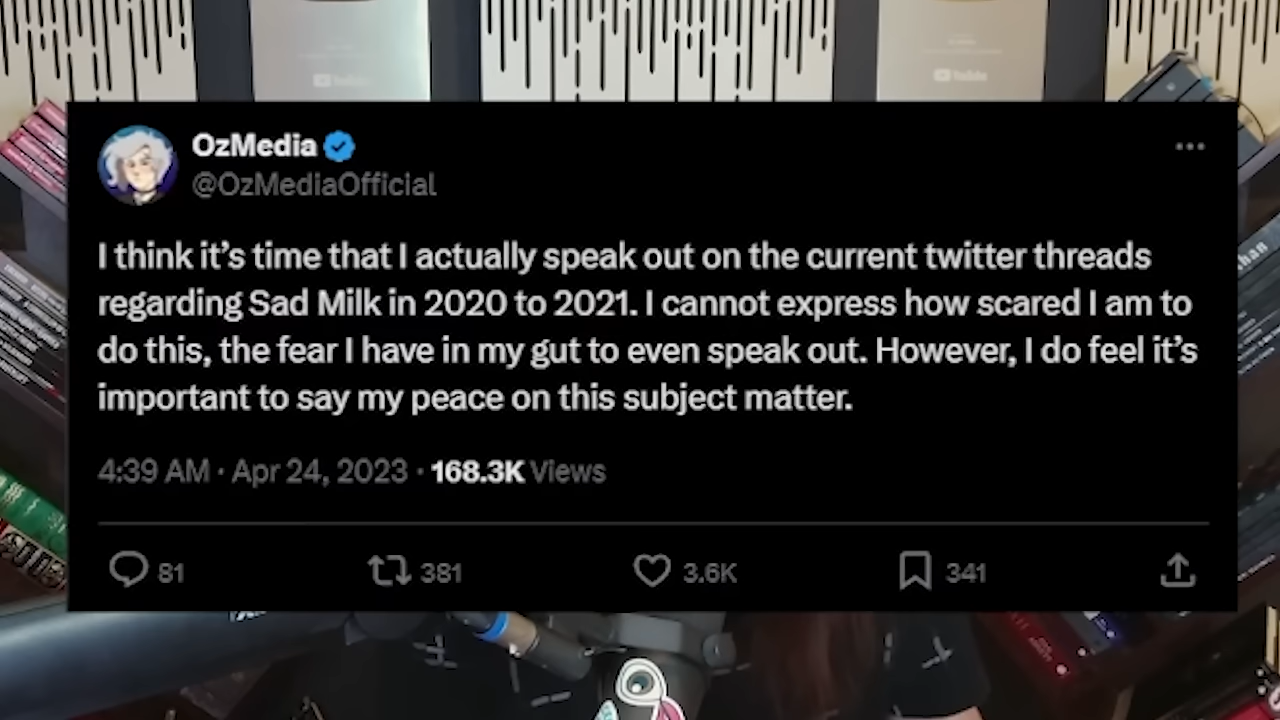 YouTube
YouTube
OzMedia
@OzMediaOfficial
I think it’s time that I actually speak out on the current twitter threads
regarding Sad Milk in 2020 to 2021. I cannot express how scared I am to
do this, the fear I have in my gut to even speak out. However, I do feel it’s
important to say my peace on this subject matter.
4:39 AM · Apr 24, 2023 · 168.3K Views
81 381 3.6K 341